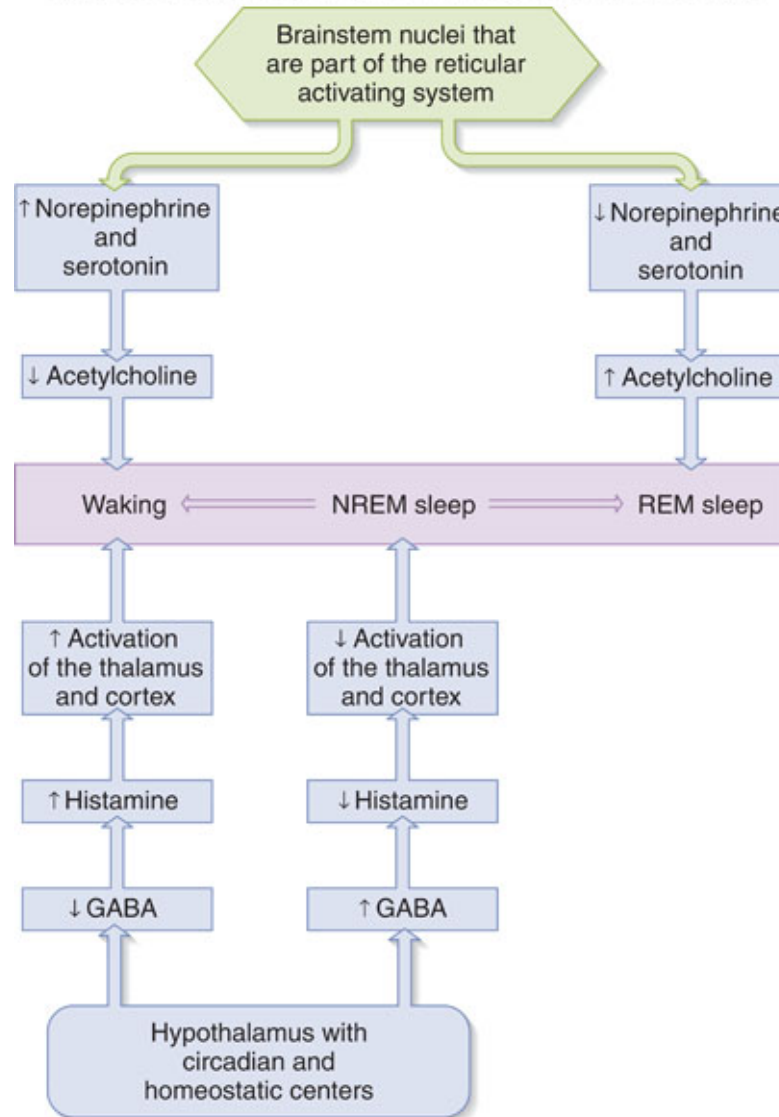 Brainstem nuclei that
are part of the reticular
activating system
↑ Norepinephrine
and
serotonin
↓ Norepinephrine
and
serotonin
↓ Acetylcholine
↑ Acetylcholine
Waking
NREM sleep
REM sleep
↑ Activation
of the thalamus
and cortex
↓ Activation
of the thalamus
and cortex
↑ Histamine
↓ Histamine
↓ GABA
↑ GABA
Hypothalamus with
circadian and
homeostatic centers